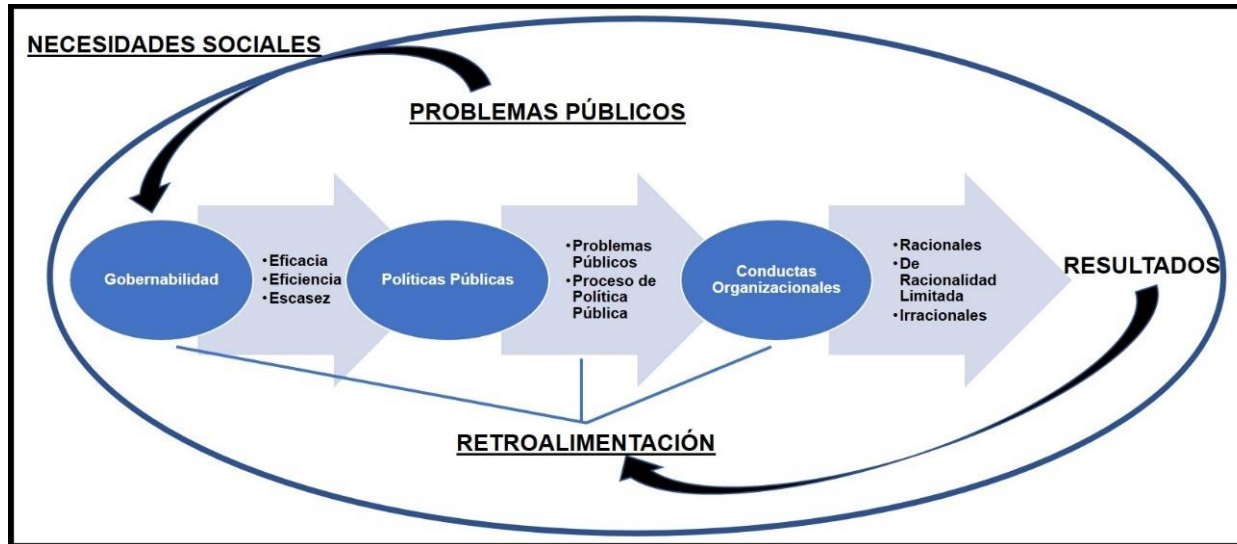 NECESIDADES SOCIALES
PROBLEMAS PÚBLICOS
Gobernabilidad
•Eficacia
•Eficiencia
•Escasez
Políticas Públicas
•Problemas
Públicos
•Proceso de
Política
Pública
Conductas
Organizacionales
•Racionales
•De
Racionalidad
Limitada
•Irracionales
RESULTADOS
RETROALIMENTACIÓN